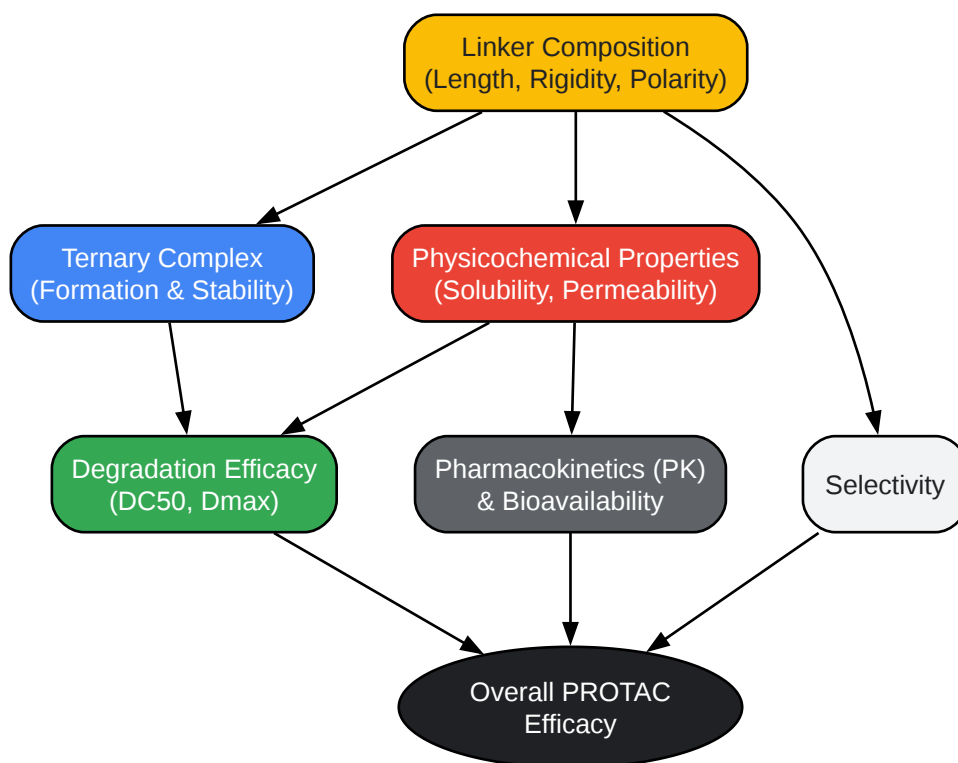 Linker Composition
(Length, Rigidity, Polarity)
Ternary Complex
(Formation & Stability)
Physicochemical Properties
(Solubility, Permeability)
Degradation Efficacy
(DC50, Dmax)
Pharmacokinetics (PK)
& Bioavailability
Selectivity
Overall PROTAC
Efficacy